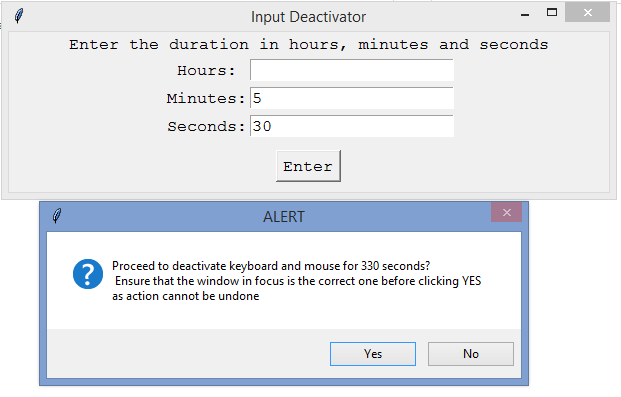 Input Deactivator
Enter the duration in hours, minutes and seconds
Hours:
Minutes: 5
Seconds: 30
Enter
ALERT
Proceed to deactivate keyboard and mouse for 330 seconds?
Ensure that the window in focus is the correct one before clicking YES
as action cannot be undone
Yes No